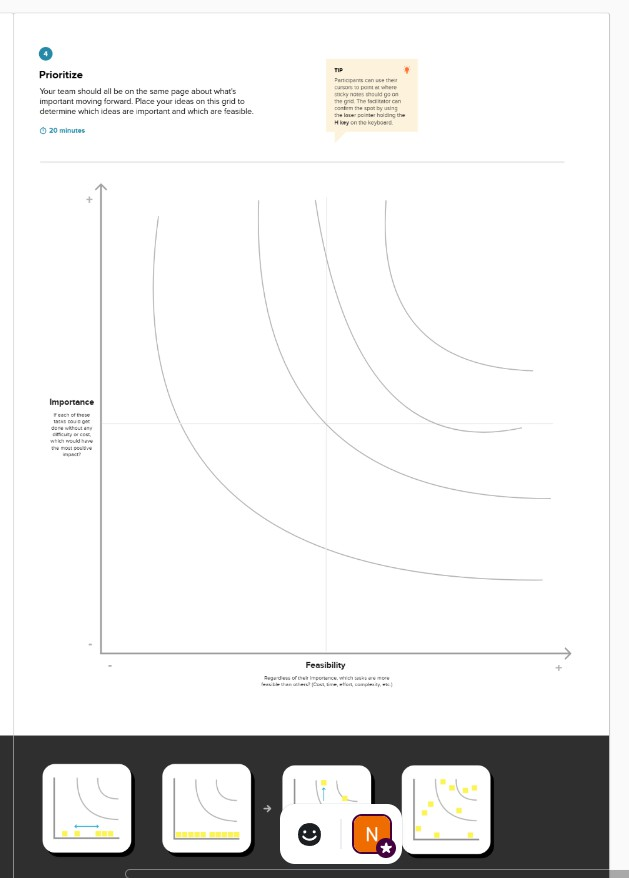 4
Prioritize
Your team should all be on the same page about what's
important moving forward. Place your ideas on this grid to
determine which ideas are important and which are feasible.
20 minutes
TIP
Participants can use their
cursors to point at where
sticky notes should go on
the grid. The facilitator can
confirm the spot by using
the laser pointer holding the
H key on the keyboard.
+
Importance
If each of these
tasks could get
done without any
difficulty or cost,
which would have
the most positive
impact?
-
-
Feasibility
+
Regardless of their importance, which tasks are more
feasible than others? (Cost, time, effort, complexity, etc.)
N